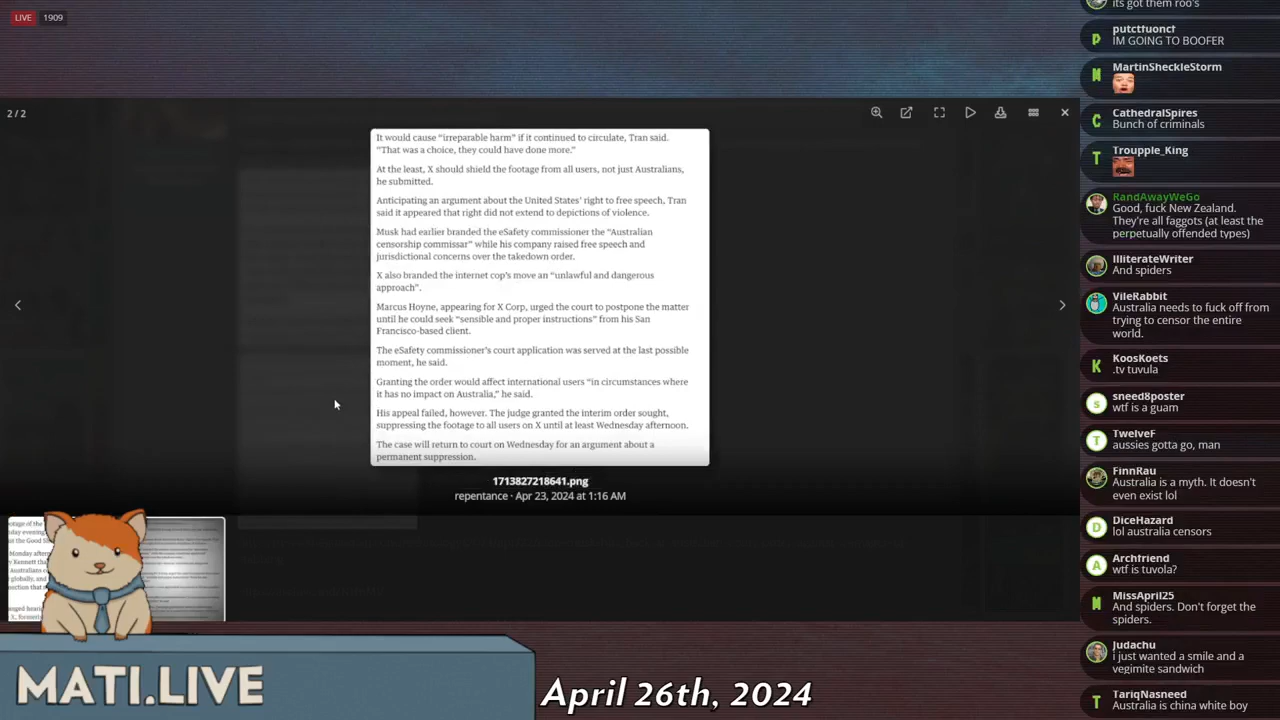 LIVE 1909
2 / 2
It would cause “irreparable harm” if it continued to circulate, Tran said.
“That was a choice, they could have done more.”
At the least, X should shield the footage from all users, not just Australians,
he submitted.
Anticipating an argument about the United States’ right to free speech, Tran
said it appeared that right did not extend to depictions of violence.
Musk had earlier branded the eSafety commissioner the “Australian
censorship commissar” while his company raised free speech and
jurisdictional concerns over the takedown order.
X also branded the internet cop’s move an “unlawful and dangerous
approach”.
Marcus Hoyne, appearing for X Corp, urged the court to postpone the matter
until he could seek “sensible and proper instructions” from his San
Francisco-based client.
The eSafety commissioner’s court application was served at the last possible
moment, he said.
Granting the order would affect international users “in circumstances where
it has no impact on Australia,” he said.
His appeal failed, however. The judge granted the interim order sought,
suppressing the footage to all users on X until at least Wednesday afternoon.
The case will return to court on Wednesday for an argument about a
permanent suppression.
1713827218641.png
repentance · Apr 23, 2024 at 1:16 AM
MATI.LIVE
April 26th, 2024
its got them roo's
putcttuonct
IM GOING TO BOOFER
MartinSheckleStorm
CathedralSpires
Bunch of criminals
Troupple_King
RandAwayWeGo
Good, fuck New Zealand.
They're all faggots (at least the
perpetually offended types)
IlliterateWriter
And spiders
VileRabbit
Australia needs to fuck off from
trying to censor the entire
world.
KoosKoets
.tv tuvula
sneed8poster
wtf is a guam
TwelveF
aussies gotta go, man
FinnRau
Australia is a myth. It doesn't
even exist lol
DiceHazard
lol australia censors
Archtfriend
wtf is tuvola?
MissApril25
And spiders. Don't forget the
spiders.
Judachu
i just wanted a smile and a
vegimite sandwich
TariqNasneed
Australia is china white boy